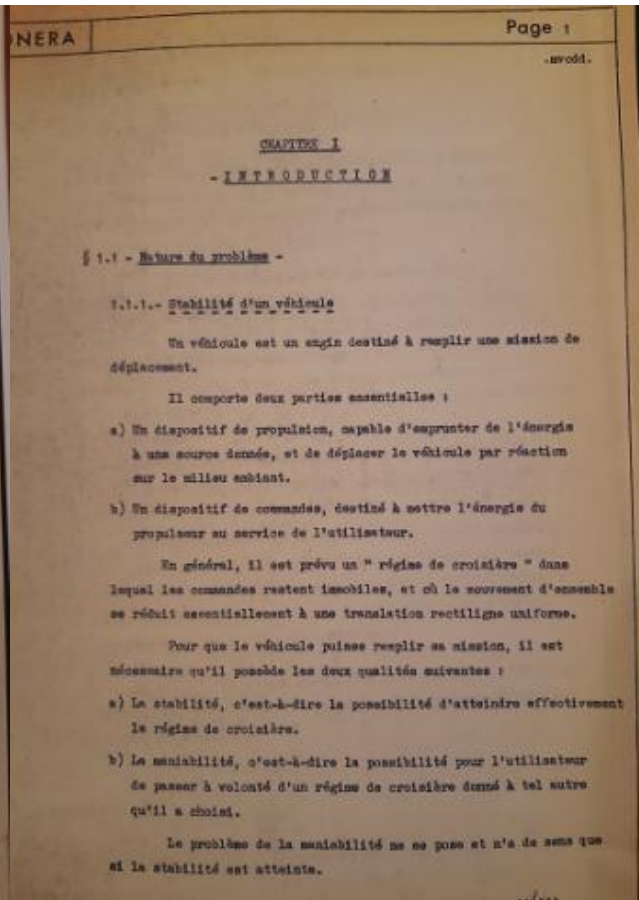 ONERA
Page 1
.mvcdd.
CHAPITRE I
- INTRODUCTION
§ 1.1 - Nature du problème -
1.1.1.- Stabilité d'un véhicule
Un véhicule est un engin destiné à remplir une mission de
déplacement.
Il comporte deux parties essentielles :
a) Un dispositif de propulsion, capable d'emprunter de l'énergie
à une source donnée, et de déplacer le véhicule par réaction
sur le milieu ambiant.
b) Un dispositif de commandes, destiné à mettre l'énergie du
propulseur au service de l'utilisateur.
En général, il est prévu un " régime de croisière " dans
lequel les commandes restent immobiles, et où le mouvement d'ensemble
se réduit essentiellement à une translation rectiligne uniforme.
Pour que le véhicule puisse remplir sa mission, il est
nécessaire qu'il possède les deux qualités suivantes :
a) La stabilité, c'est-à-dire la possibilité d'atteindre effectivement
le régime de croisière.
b) La maniabilité, c'est-à-dire la possibilité pour l'utilisateur
de passer à volonté d'un régime de croisière donné à tel autre
qu'il a choisi.
Le problème de la maniabilité ne se pose et n'a de sens que
si la stabilité est atteinte.